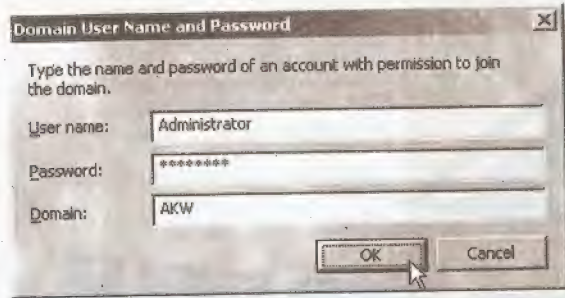 Domain User Name and Password
Type the name and password of an account with permission to join
the domain.
User name: Administrator
Password: ********
Domain: AKW
OK Cancel